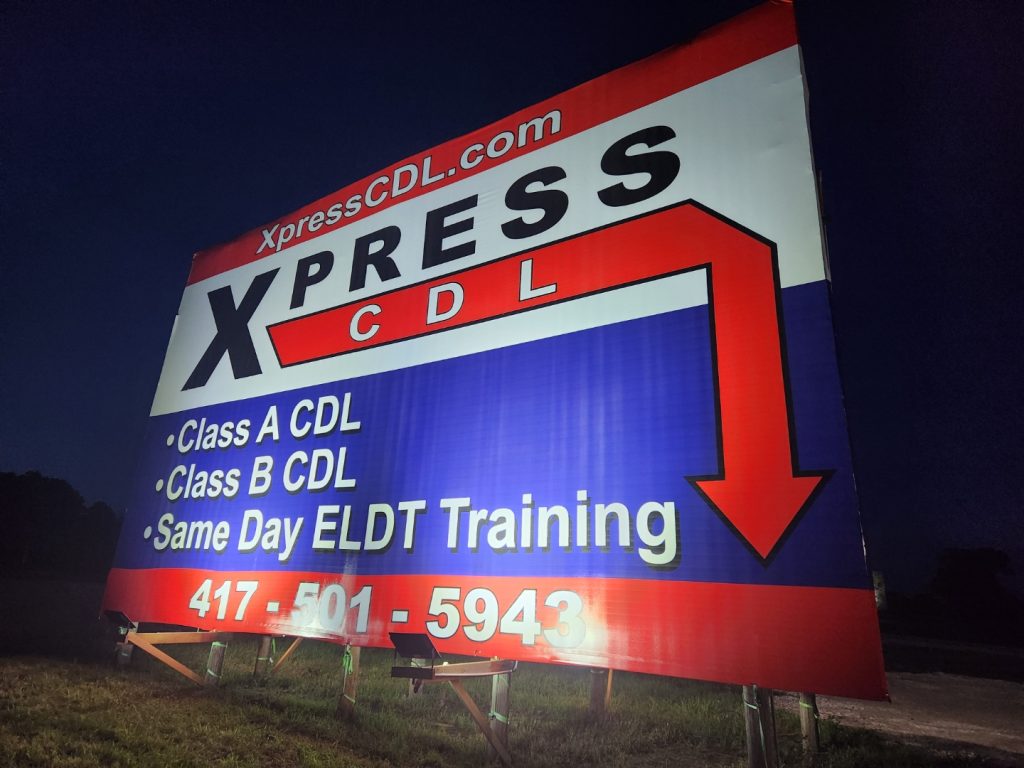 XpressCDL.com
XPRESS
CDL
•Class A CDL
•Class B CDL
•Same Day ELDT Training
417 - 501 - 5943